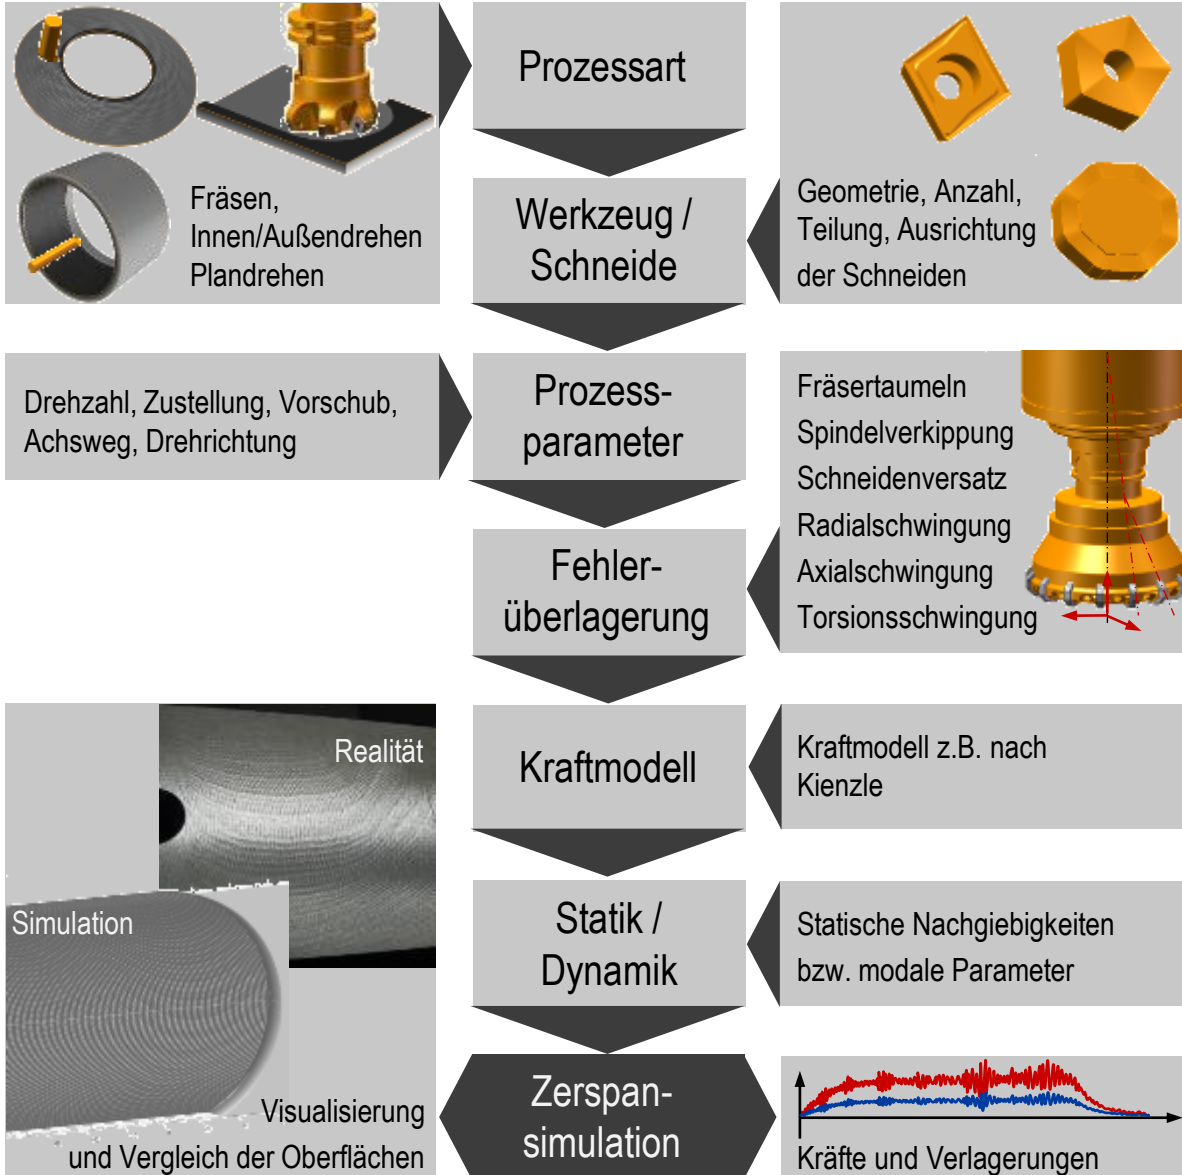 Prozessart
Fräsen,
Innen/Außendrehen
Plandrehen
Werkzeug /
Schneide
Geometrie, Anzahl,
Teilung, Ausrichtung
der Schneiden
Drehzahl, Zustellung, Vorschub,
Achsweg, Drehrichtung
Prozess-
parameter
Fräsertaumeln
Spindelverkippung
Schneidenversatz
Radialschwingung
Axialschwingung
Torsionsschwingung
Fehler-
überlagerung
Realität
Kraftmodell
Kraftmodell z.B. nach
Kienzle
Simulation
Statik /
Dynamik
Statische Nachgiebigkeiten
bzw. modale Parameter
Visualisierung
und Vergleich der Oberflächen
Zerspan-
simulation
Kräfte und Verlagerungen